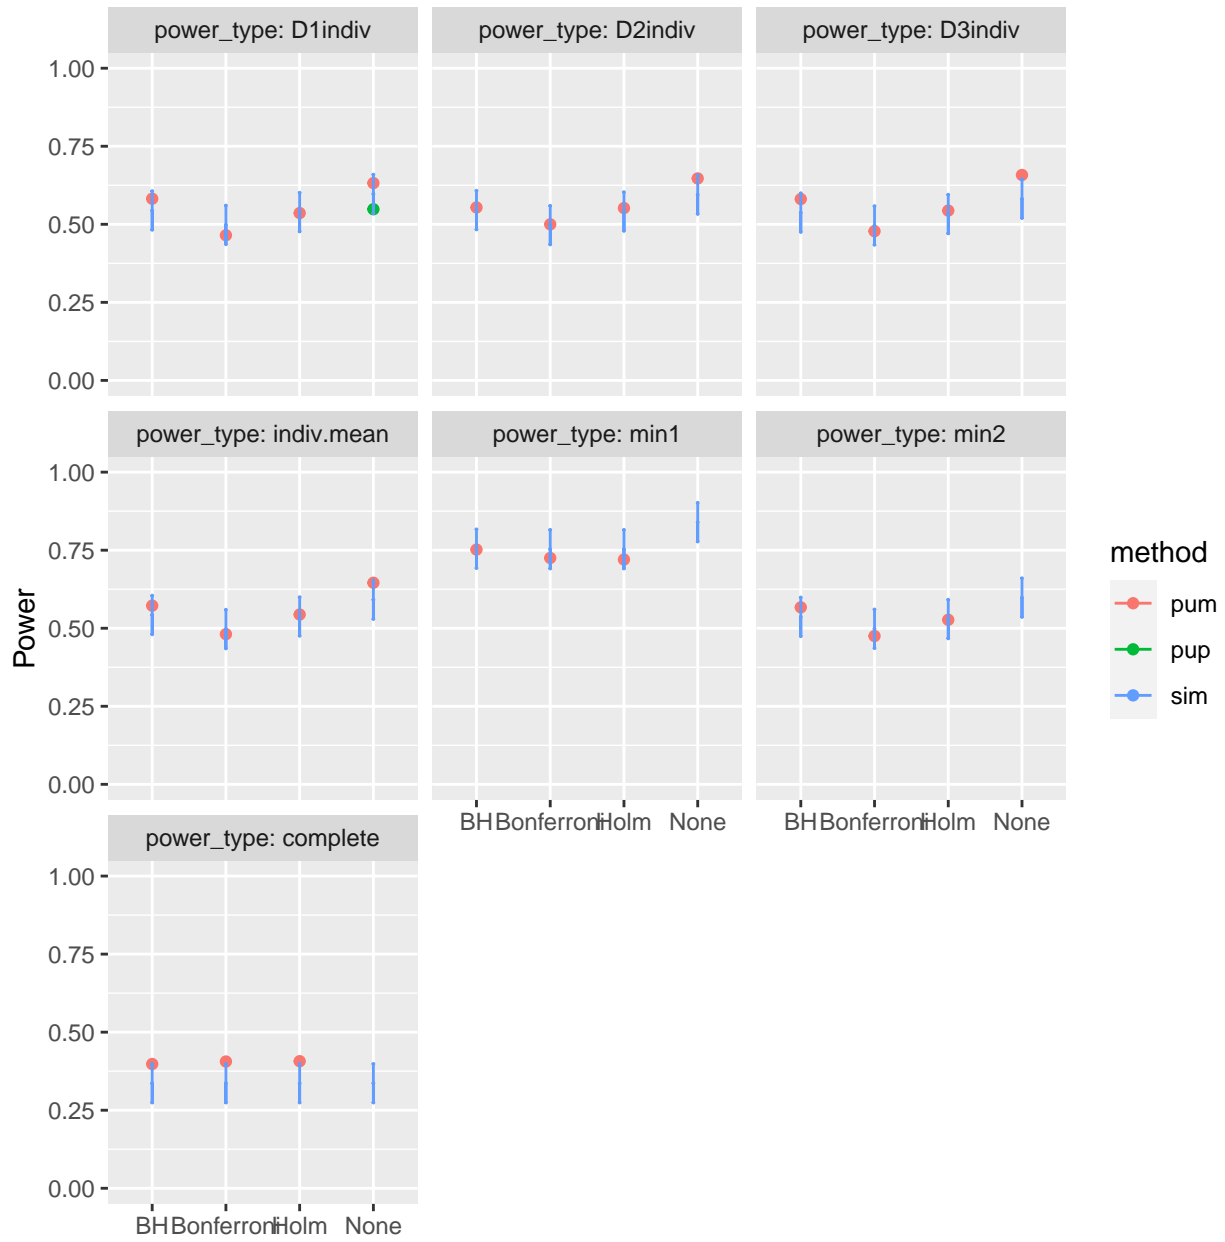 power_type: D1indiv power_type: D2indiv power_type: D3indiv
1.00
0.75
0.50
0.25
0.00
power_type: indiv.mean power_type: min1 power_type: min2
1.00
0.75
0.50
0.25
0.00
BH Bonferroni Holm None BH Bonferroni Holm None
power_type: complete
1.00
0.75
0.50
0.25
0.00
BH Bonferroni Holm None
Power
method
pum
pup
sim